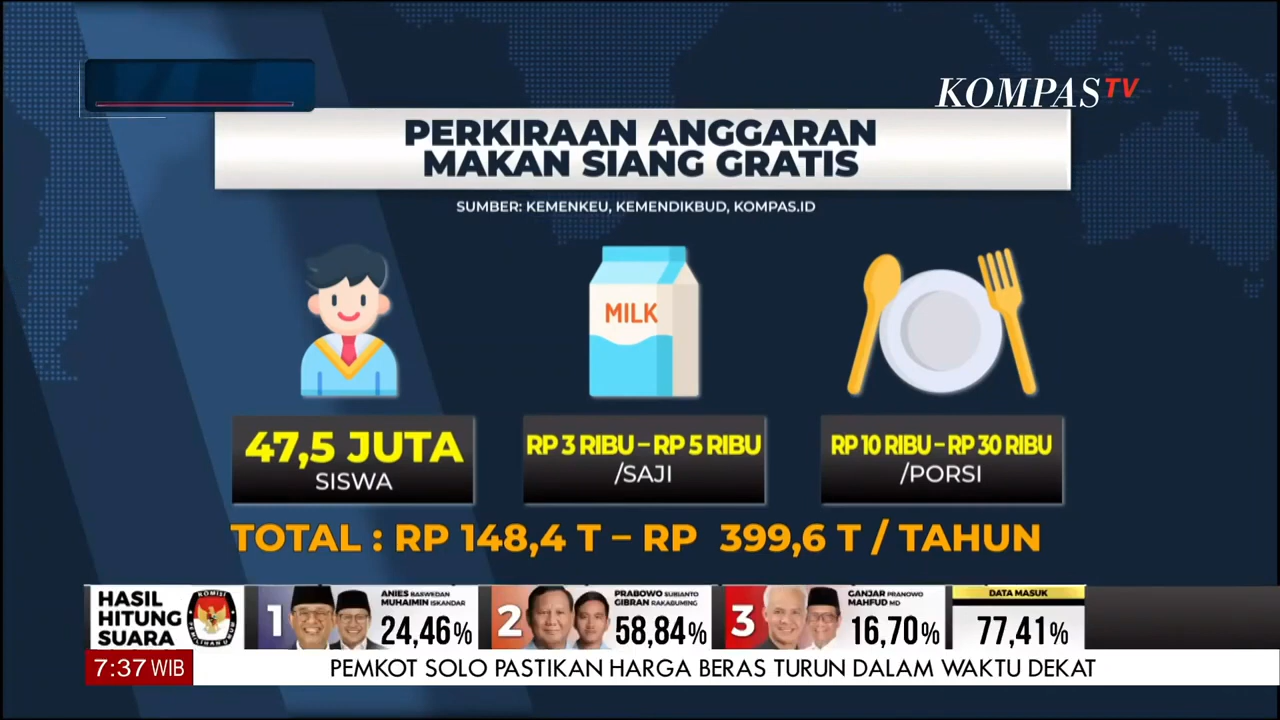 KOMPAS TV
PERKIRAAN ANGGARAN
MAKAN SIANG GRATIS
SUMBER: KEMENKEU, KEMENDIKBUD, KOMPAS.ID
MILK
47,5 JUTA
SISWA
RP 3 RIBU – RP 5 RIBU
/SAJI
RP 10 RIBU – RP 30 RIBU
/PORSI
TOTAL : RP 148,4 T – RP 399,6 T / TAHUN
HASIL
HITUNG
SUARA
KOMISI
1
ANIES BASWEDAN
MUHAIMIN ISKANDAR
24,46%
2
PRABOWO SUBIANTO
GIBRAN RAKABUMING
58,84%
3
GANJAR PRANOWO
MAHFUD MD
16,70%
DATA MASUK
77,41%
7:37 WIB
PEMKOT SOLO PASTIKAN HARGA BERAS TURUN DALAM WAKTU DEKAT